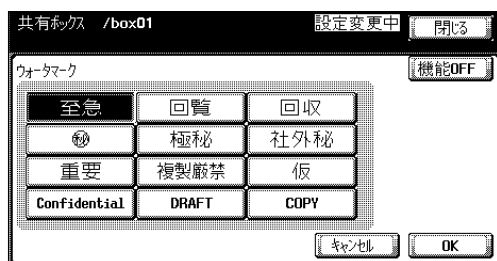 共有ﾎﾞｯｸｽ /box01 設定変更中 閉じる
ｳｫｰﾀｰﾏｰｸ 機能OFF
至急 回覧 回収
㊙ 極秘 社外秘
重要 複製厳禁 仮
Confidential DRAFT COPY
ｷｬﾝｾﾙ OK